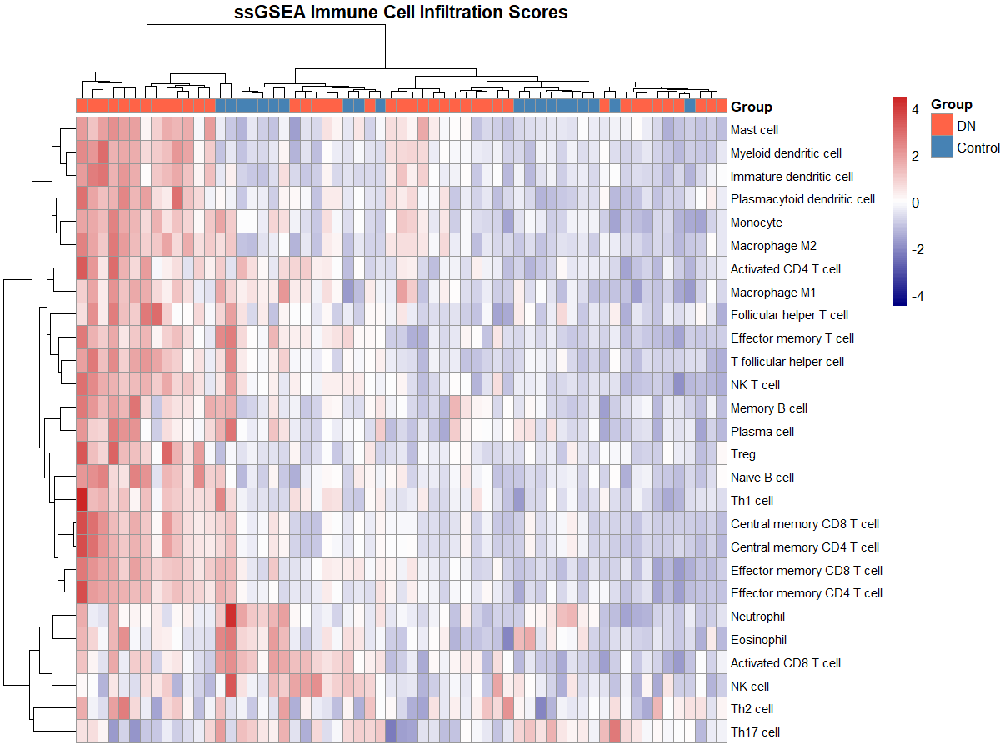 ssGSEA Immune Cell Infiltration Scores
Group
Mast cell
Myeloid dendritic cell
Immature dendritic cell
Plasmacytoid dendritic cell
Monocyte
Macrophage M2
Activated CD4 T cell
Macrophage M1
Follicular helper T cell
Effector memory T cell
T follicular helper cell
NK T cell
Memory B cell
Plasma cell
Treg
Naive B cell
Th1 cell
Central memory CD8 T cell
Central memory CD4 T cell
Effector memory CD8 T cell
Effector memory CD4 T cell
Neutrophil
Eosinophil
Activated CD8 T cell
NK cell
Th2 cell
Th17 cell
4
2
0
-2
-4
Group
DN
Control